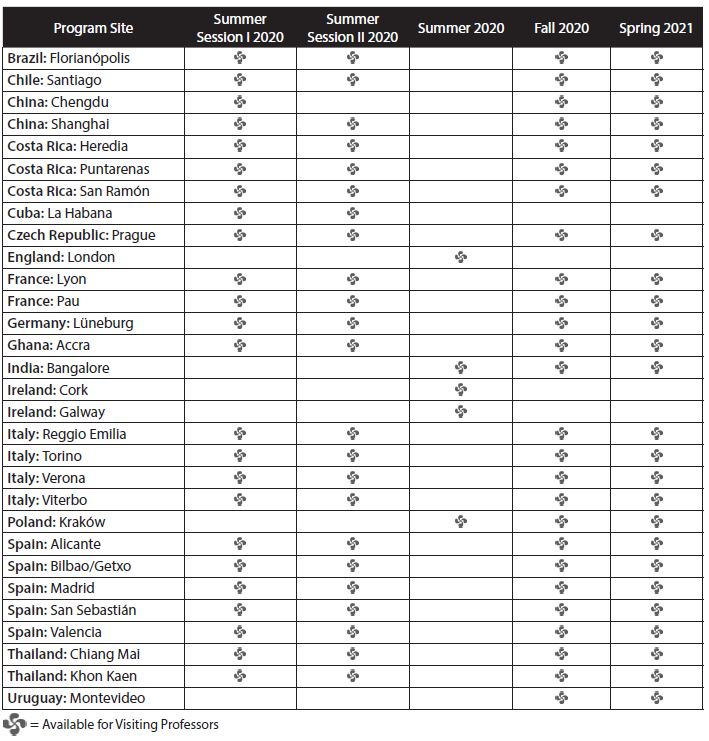 Program Site
Summer
Session I 2020
Summer
Session II 2020
Summer 2020
Fall 2020
Spring 2021
Brazil: Florianópolis
Chile: Santiago
China: Chengdu
China: Shanghai
Costa Rica: Heredia
Costa Rica: Puntarenas
Costa Rica: San Ramón
Cuba: La Habana
Czech Republic: Prague
England: London
France: Lyon
France: Pau
Germany: Lüneburg
Ghana: Accra
India: Bangalore
Ireland: Cork
Ireland: Galway
Italy: Reggio Emilia
Italy: Torino
Italy: Verona
Italy: Viterbo
Poland: Kraków
Spain: Alicante
Spain: Bilbao/Getxo
Spain: Madrid
Spain: San Sebastián
Spain: Valencia
Thailand: Chiang Mai
Thailand: Khon Kaen
Uruguay: Montevideo
= Available for Visiting Professors